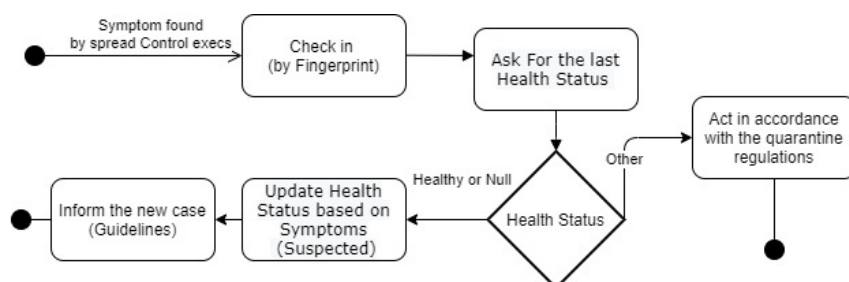 Symptom found
by spread Control execs
Check in
(by Fingerprint)
Ask For the last
Health Status
Act in accordance
with the quarantine
regulations
Other
Healthy or Null
Health Status
Update Health
Status based on
Symptoms
(Suspected)
Inform the new case
(Guidelines)